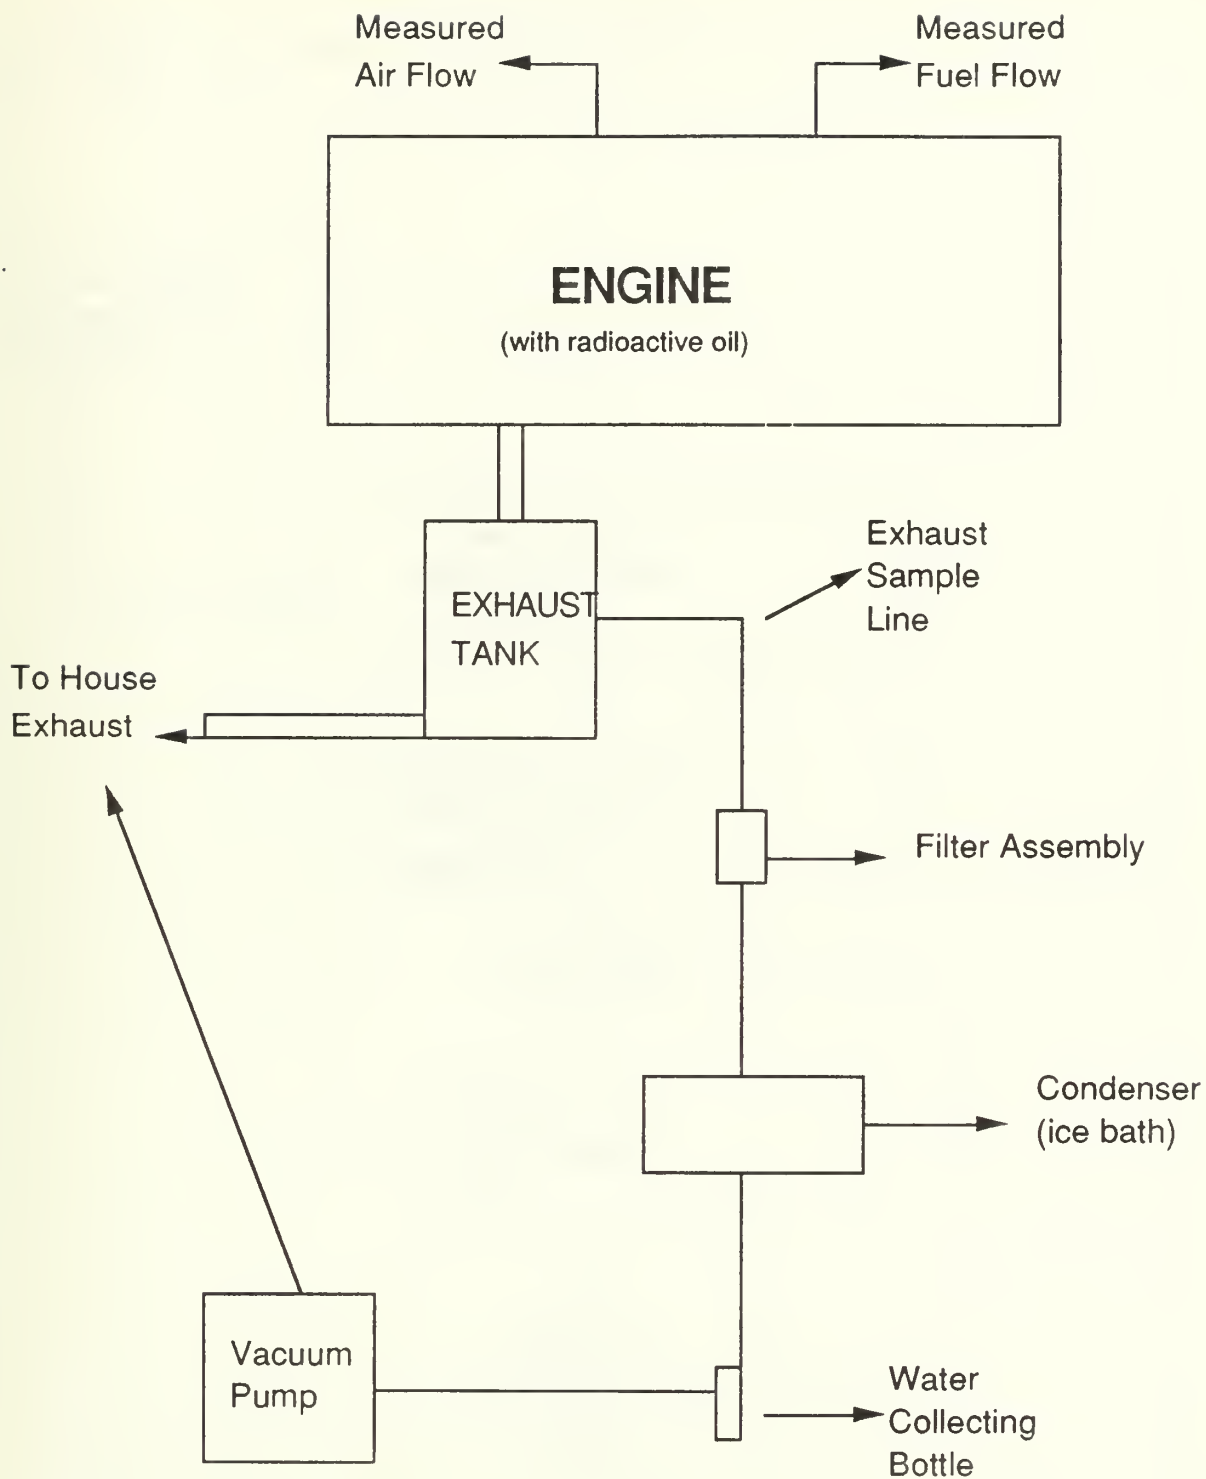 Measured
Air Flow
Measured
Fuel Flow
ENGINE
(with radioactive oil)
Exhaust
Sample
Line
EXHAUST
TANK
To House
Exhaust
Filter Assembly
Condenser
(ice bath)
Vacuum
Pump
Water
Collecting
Bottle